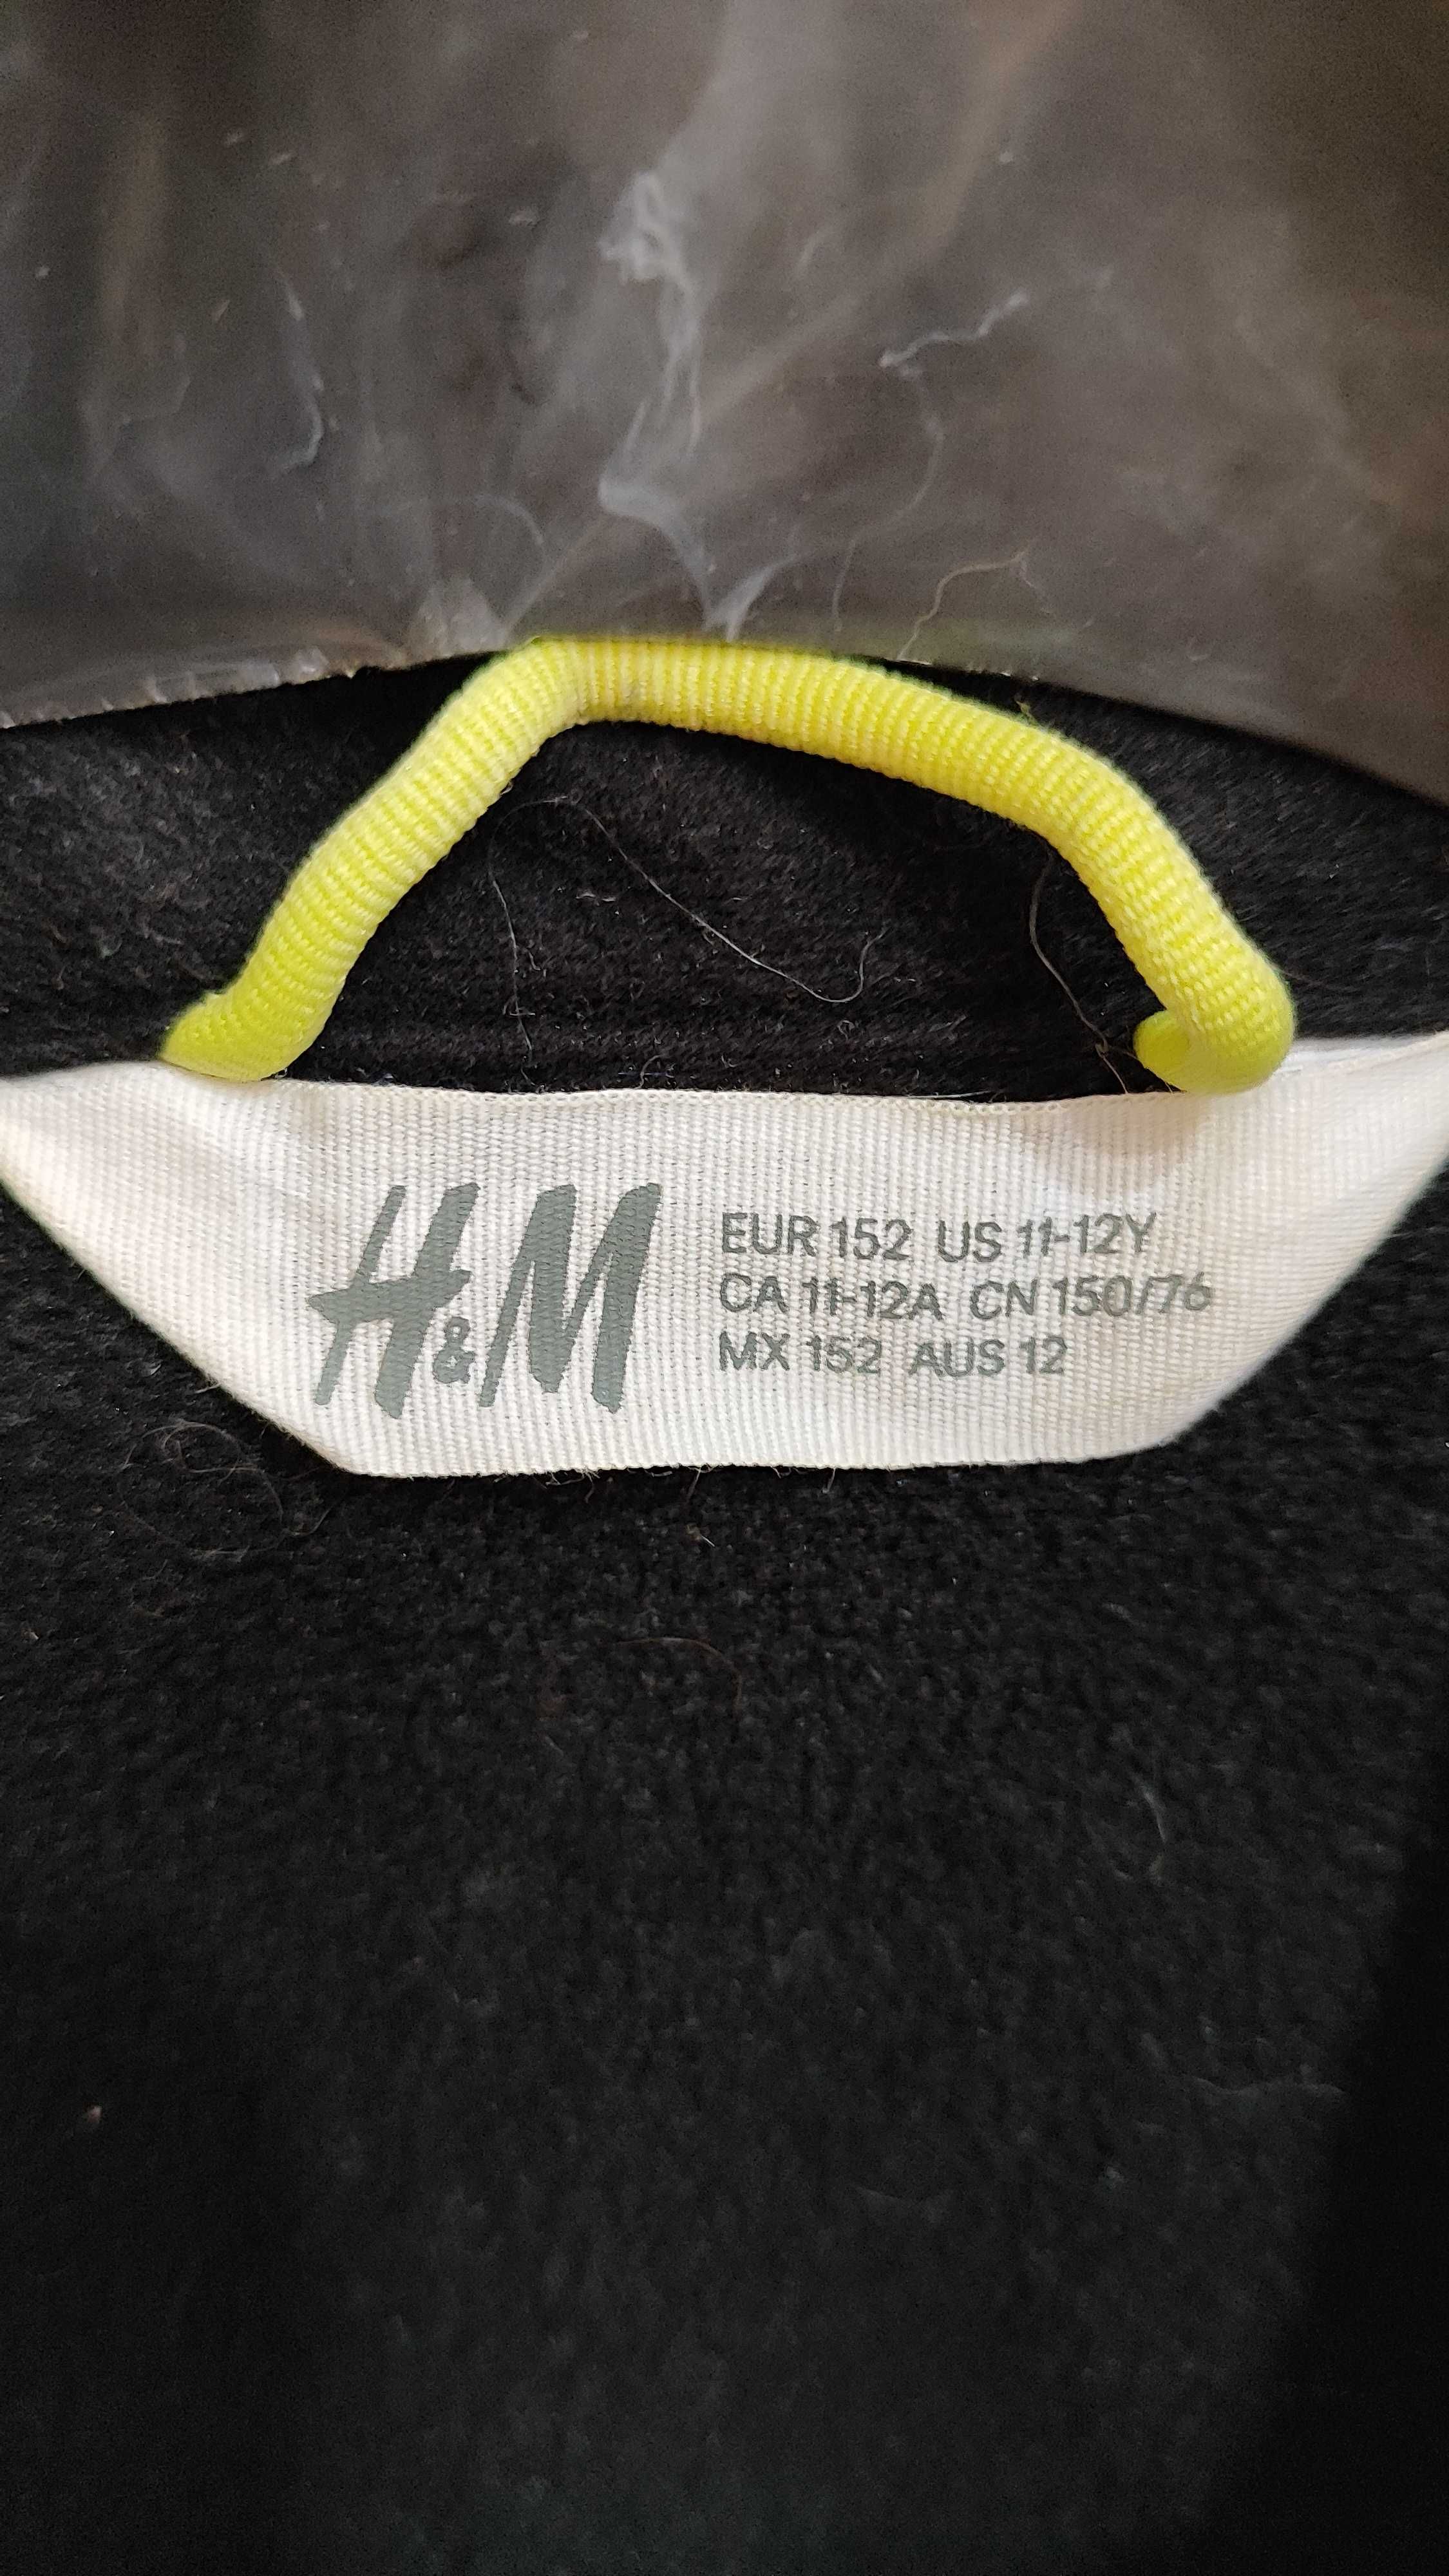 H&M
EUR 152 US 11-12Y
CA 11-12A CN 150/76
MX 152 AUS 12